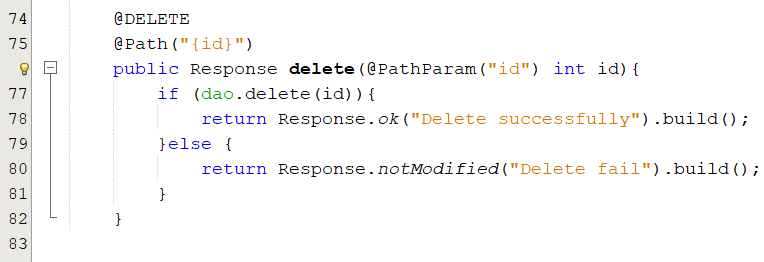 74 @DELETE
75 @Path("{id}")
public Response delete(@PathParam("id") int id){
77 if (dao.delete(id)){
78 return Response.ok("Delete successfully").build();
79 }else {
80 return Response.notModified("Delete fail").build();
81 }
82 }
83